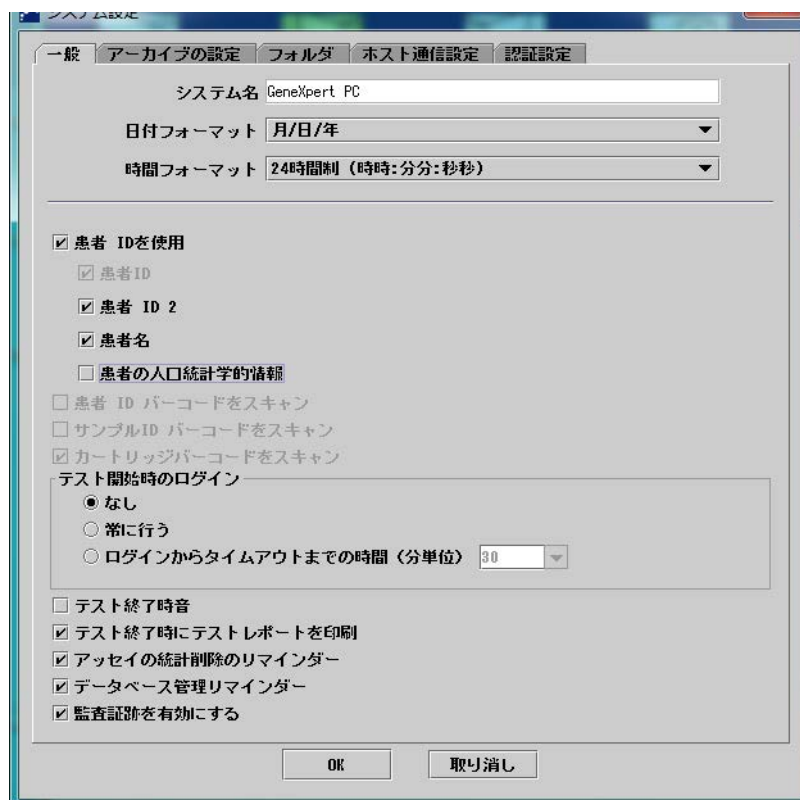 システム設定
一般 アーカイブの設定 フォルダ ホスト通信設定 認証設定
システム名 GeneXpert PC
日付フォーマット 月/日/年
時間フォーマット 24時間制 (時時:分分:秒秒)
患者 IDを使用
患者ID
患者 ID 2
患者名
患者の人口統計学的情報
患者 ID バーコードをスキャン
サンプルID バーコードをスキャン
カートリッジバーコードをスキャン
テスト開始時のログイン
なし
常に行う
ログインからタイムアウトまでの時間 (分単位) 30
テスト終了時音
テスト終了時にテストレポートを印刷
アッセイの統計削除のリマインダー
データベース管理リマインダー
監査証跡を有効にする
OK 取り消し